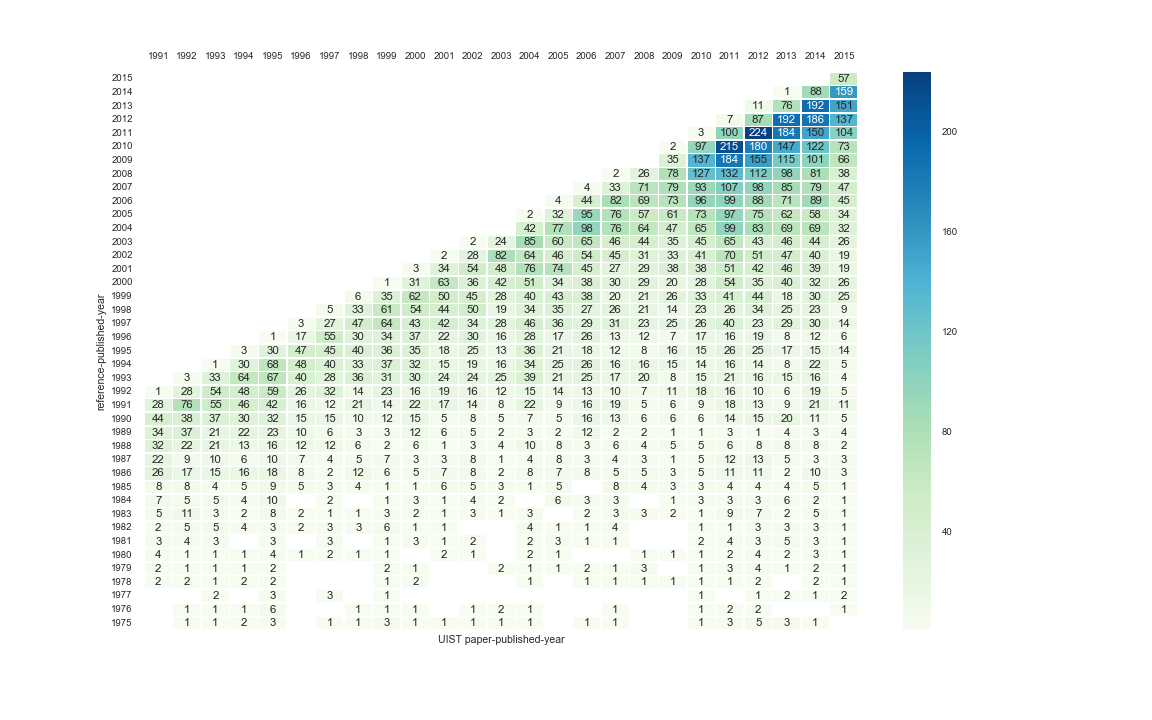 1991 1992 1993 1994 1995 1996 1997 1998 1999 2000 2001 2002 2003 2004 2005 2006 2007 2008 2009 2010 2011 2012 2013 2014 2015
2015 57
2014 1 88 159
2013 11 76 192 151
2012 7 87 192 186 137
2011 3 100 224 184 150 104
2010 2 97 215 180 147 122 73
2009 35 137 184 155 115 101 66
2008 2 26 78 127 132 112 98 81 38
2007 4 33 71 79 93 107 98 85 79 47
2006 4 44 82 69 73 96 99 88 71 89 45
2005 2 32 95 76 57 61 73 97 75 62 58 34
2004 42 77 98 76 64 47 65 99 83 69 69 32
2003 2 24 85 60 65 46 44 35 45 65 43 46 44 26
2002 2 28 82 64 46 54 45 31 33 41 70 51 47 40 19
2001 3 34 54 48 76 74 45 27 29 38 38 51 42 46 39 19
2000 1 31 63 36 42 51 34 38 30 29 20 28 54 35 40 32 26
1999 6 35 62 50 45 28 40 43 38 20 21 26 33 41 44 18 30 25
1998 5 33 61 54 44 50 19 34 35 27 26 21 14 23 26 34 25 23 9
1997 3 27 47 64 43 42 34 28 46 36 29 31 23 25 26 40 23 29 30 14
1996 1 17 55 30 34 37 22 30 16 28 17 26 13 12 7 17 16 19 8 12 6
1995 3 30 47 45 40 36 35 18 25 13 36 21 18 12 8 16 15 26 25 17 15 14
1994 1 30 68 48 40 33 37 32 15 19 16 34 25 26 16 16 15 14 16 14 8 22 5
1993 3 33 64 67 40 28 36 31 30 24 24 25 39 21 25 17 20 8 15 21 16 15 16 4
1992 1 28 54 48 59 26 32 14 23 16 19 16 12 15 14 13 10 7 11 18 16 10 6 19 5
1991 28 76 55 46 42 16 12 21 14 22 17 14 8 22 9 16 19 5 6 9 18 13 9 21 11
1990 44 38 37 30 32 15 15 10 12 15 5 8 5 7 5 16 13 6 6 6 14 15 20 11 5
1989 34 37 21 22 23 10 6 3 3 12 6 5 2 3 2 12 2 2 1 1 3 1 4 3 4
1988 32 22 21 13 16 12 12 6 2 6 1 3 4 10 8 3 6 4 5 5 6 8 8 8 2
1987 22 9 10 6 10 7 4 5 7 3 3 8 1 4 8 3 8 3 1 5 12 13 5 3 3
1986 26 17 15 16 18 8 2 12 6 5 7 8 2 8 7 8 5 5 3 5 11 11 2 10 3
1985 8 8 4 5 9 5 3 4 1 1 6 5 3 1 5 8 4 3 3 4 4 4 5 1
1984 7 5 5 4 10 2 1 3 1 4 2 6 3 3 1 3 3 6 2 1
1983 5 11 3 2 8 2 1 1 3 2 1 3 1 3 2 3 3 2 1 9 7 2 5 1
1982 2 5 5 4 3 2 3 3 6 1 1 4 1 1 4 1 1 3 3 3 1
1981 3 4 3 3 3 1 3 1 2 2 3 1 1 2 4 3 5 3 1
1980 4 1 1 1 4 1 2 1 1 2 1 2 1 1 1 1 2 4 2 3 1
1979 2 1 1 1 2 2 1 2 1 1 2 1 3 1 3 4 1 2 1
1978 2 2 1 2 2 1 2 1 1 1 1 1 1 2 2 1
1977 2 3 3 1 1 1 2 1 2
1976 1 1 1 6 1 1 1 1 2 1 1 1 2 2 1
1975 1 1 2 3 1 1 3 1 1 1 1 1 1 1 1 3 5 3 1
reference-published-year
UIST paper-published-year
200
160
120
80
40